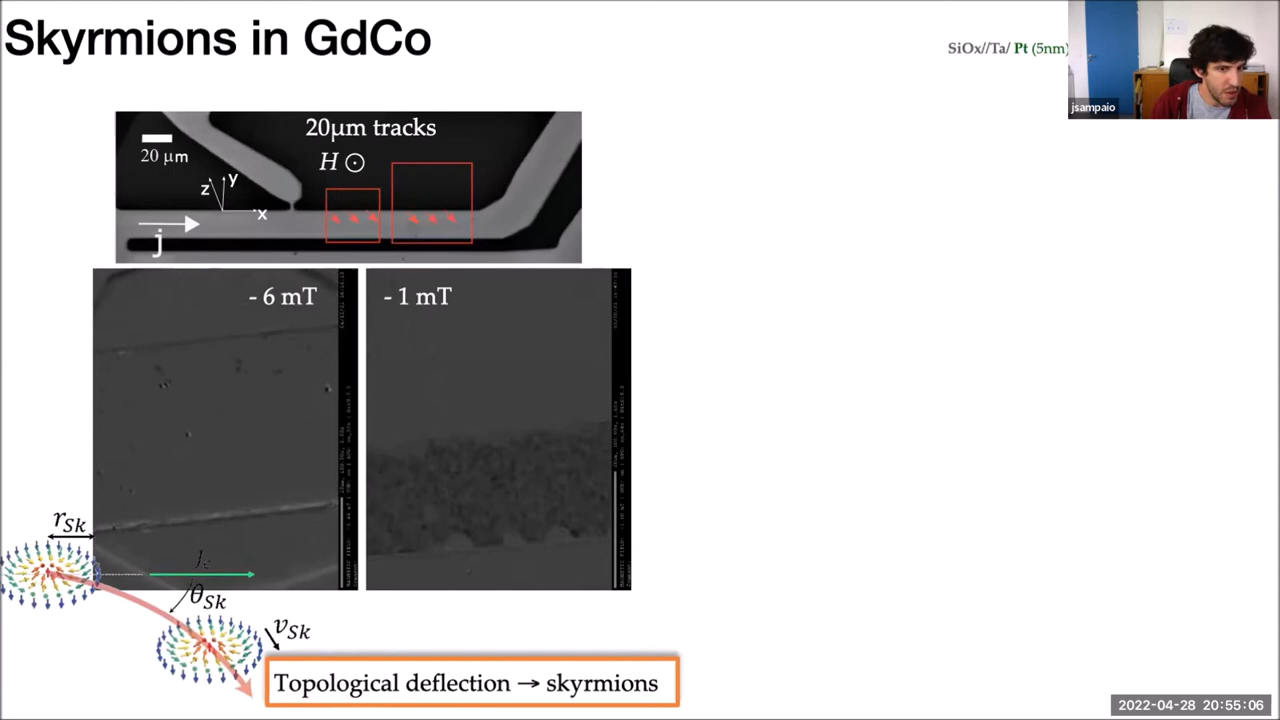 Skyrmions in GdCo
SiOx//Ta/ Pt (5nm)
jsampaio
20μm tracks
20 μm
H ⊙
z y
x
j
- 6 mT
- 1 mT
r_Sk
j_c
θ_Sk
v_Sk
Topological deflection → skyrmions
2022-04-28 20:55:06